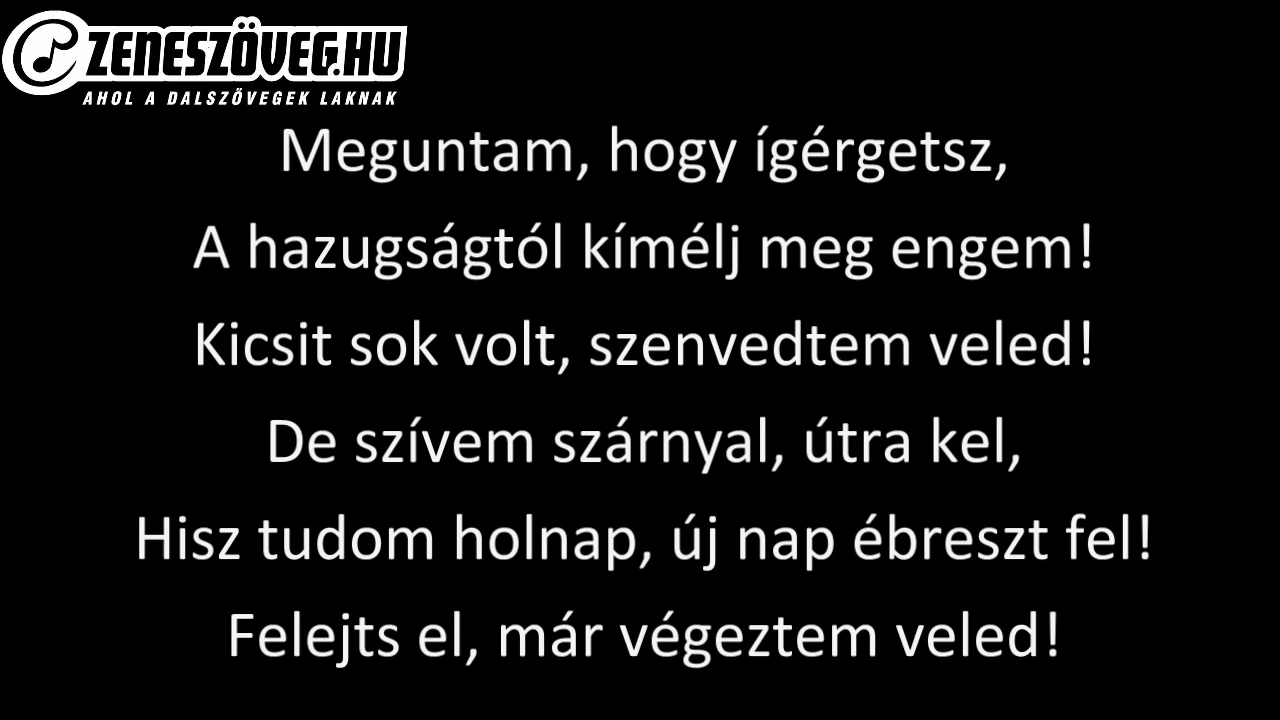 ZENESZÖVEG.HU
AHOL A DALSZÖVEGEK LAKNAK
Meguntam, hogy ígérgetsz,
A hazugságtól kímélj meg engem!
Kicsit sok volt, szenvedtem veled!
De szívem szárnyal, útra kel,
Hisz tudom holnap, új nap ébreszt fel!
Felejts el, már végeztem veled!